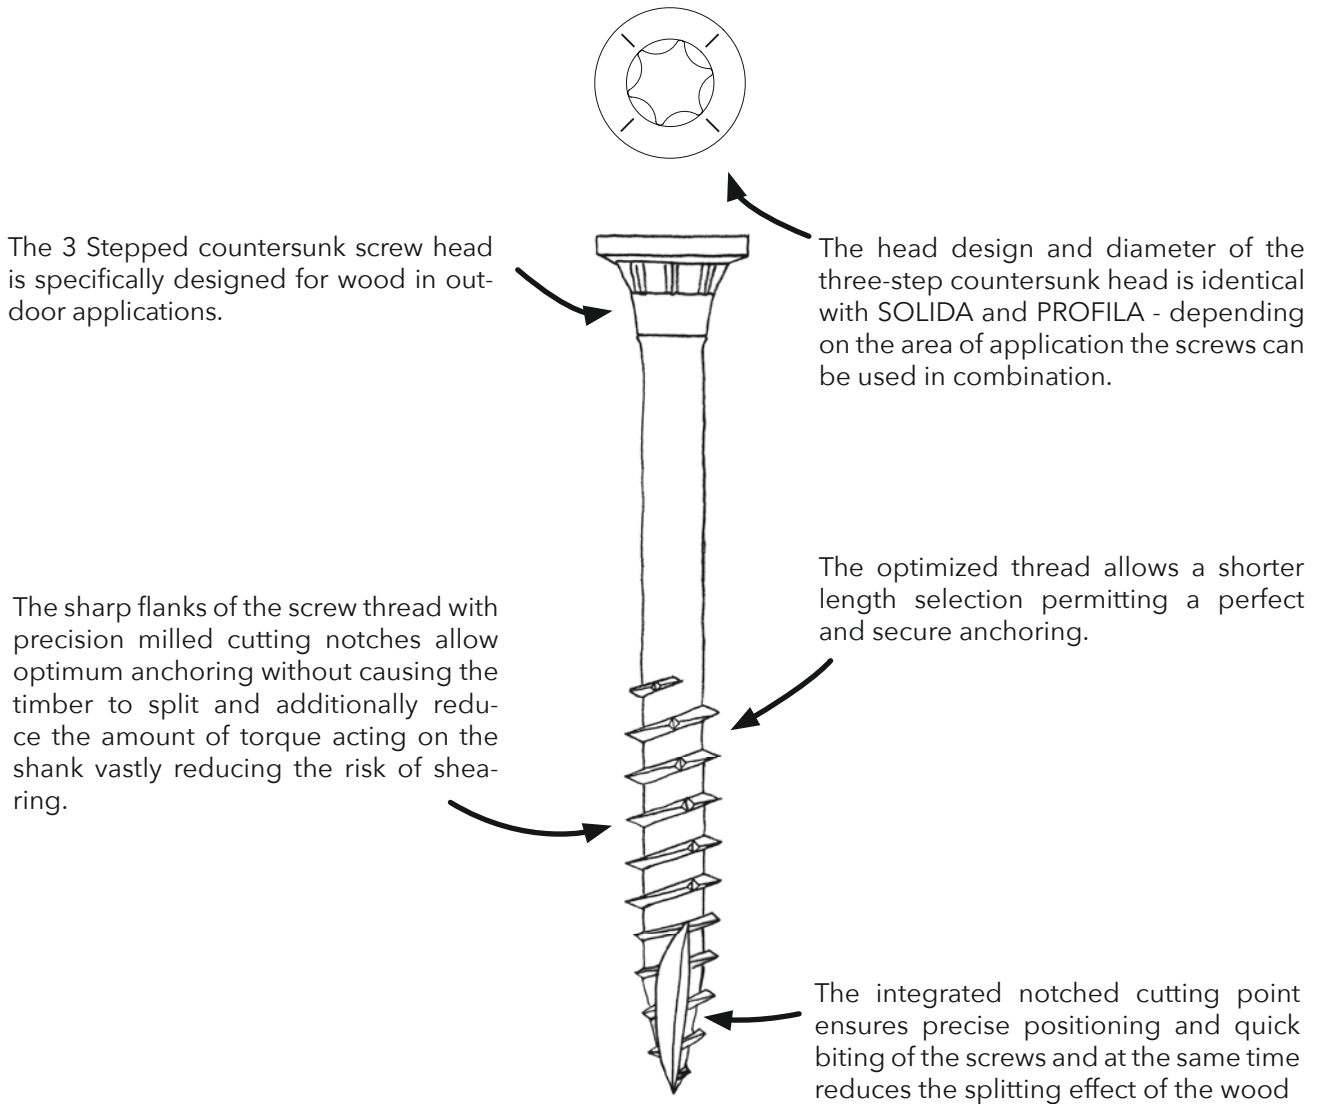 The 3 Stepped countersunk screw head
is specifically designed for wood in out-
door applications.
The head design and diameter of the
three-step countersunk head is identical
with SOLIDA and PROFILA - depending
on the area of application the screws can
be used in combination.
The optimized thread allows a shorter
length selection permitting a perfect
and secure anchoring.
The sharp flanks of the screw thread with
precision milled cutting notches allow
optimum anchoring without causing the
timber to split and additionally redu-
ce the amount of torque acting on the
shank vastly reducing the risk of shea-
ring.
The integrated notched cutting point
ensures precise positioning and quick
biting of the screws and at the same time
reduces the splitting effect of the wood